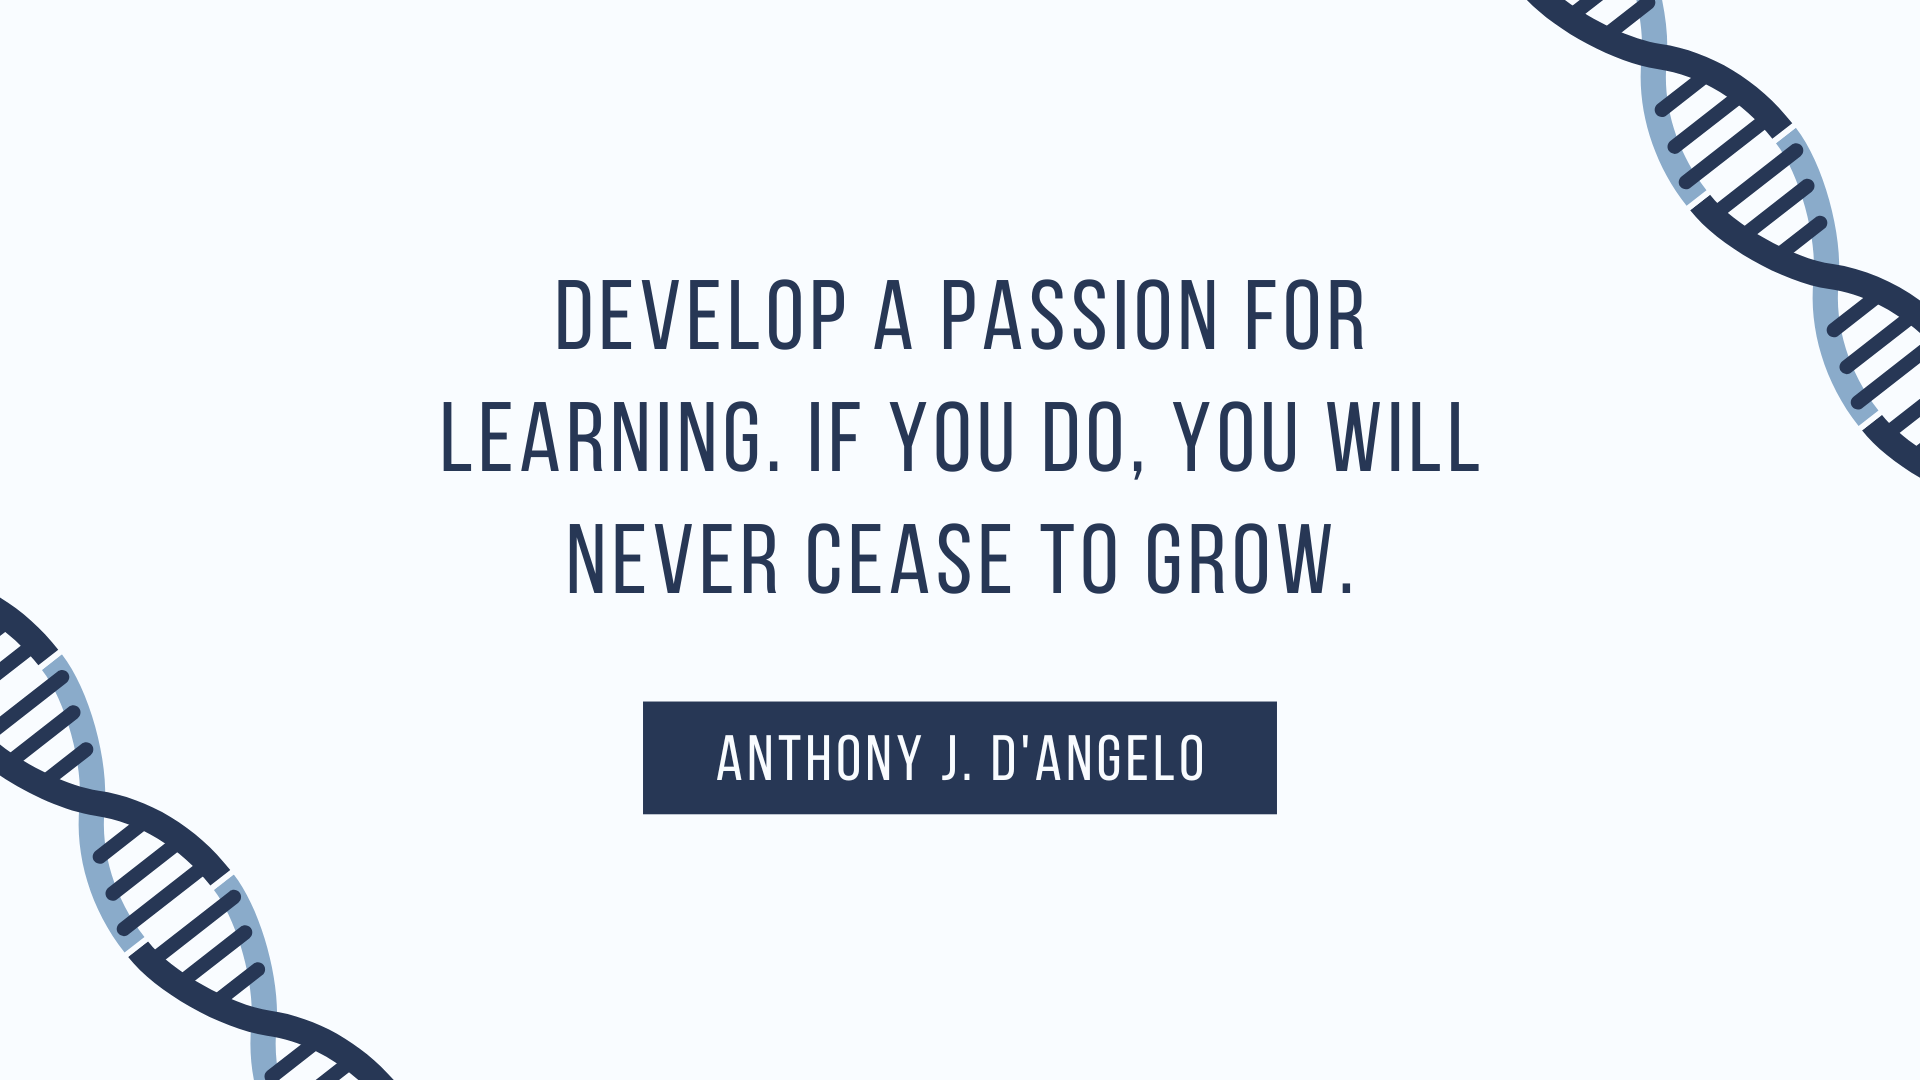 DEVELOP A PASSION FOR
LEARNING. IF YOU DO, YOU WILL
NEVER CEASE TO GROW.
ANTHONY J. D'ANGELO